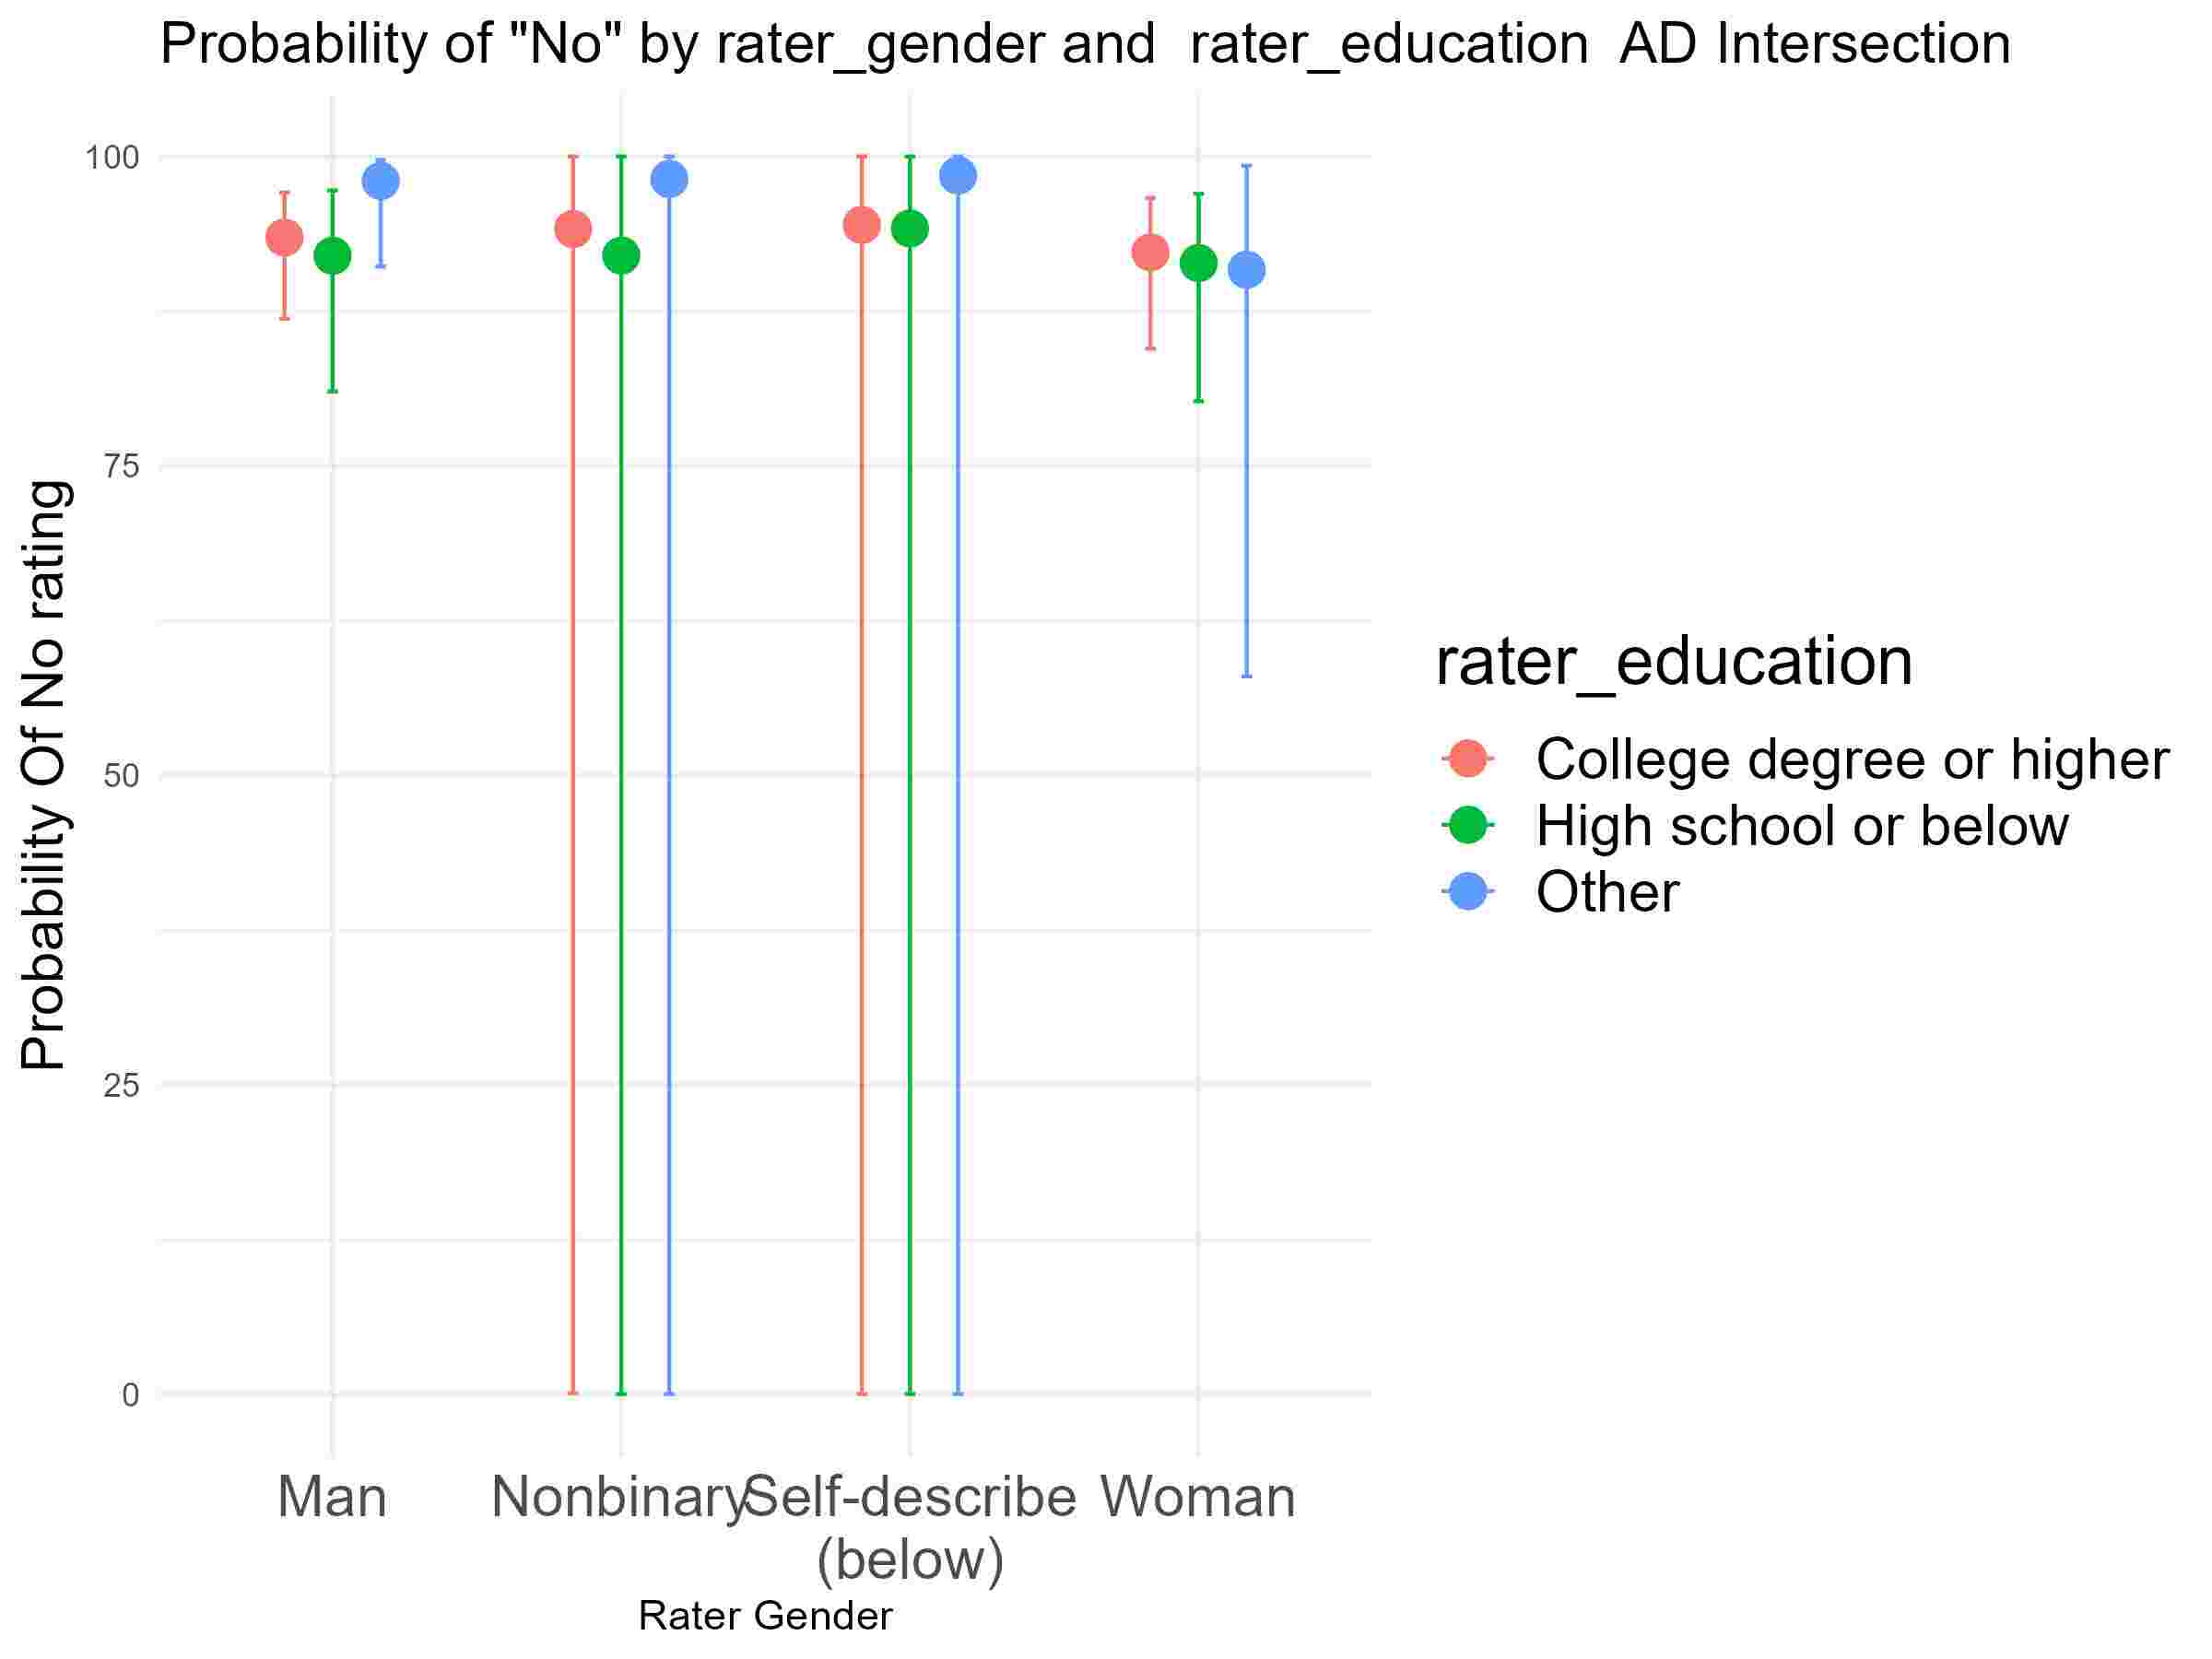 Probability of "No" by rater_gender and  rater_education  AD Intersection
Probability Of No rating
100
75
50
25
0
Man
Nonbinary
Self-describe
(below)
Woman
Rater Gender
rater_education
College degree or higher
High school or below
Other